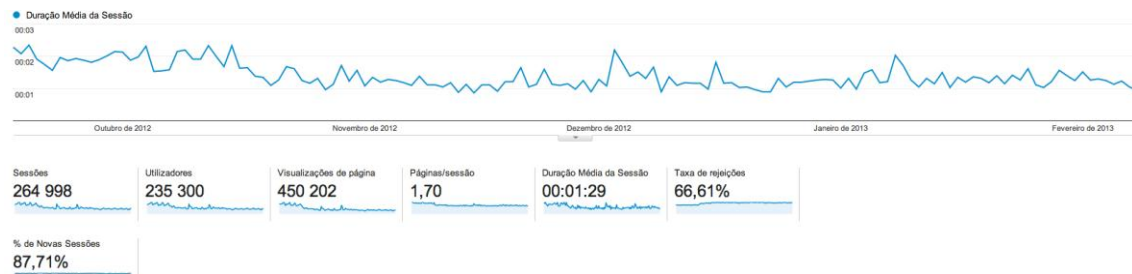 Duração Média da Sessão
00:03
00:02
00:01
Outubro de 2012 Novembro de 2012 Dezembro de 2012 Janeiro de 2013 Fevereiro de 2013
Sessões Utilizadores Visualizações de página Páginas/sessão Duração Média da Sessão Taxa de rejeições
264 998 235 300 450 202 1,70 00:01:29 66,61%
% de Novas Sessões
87,71%